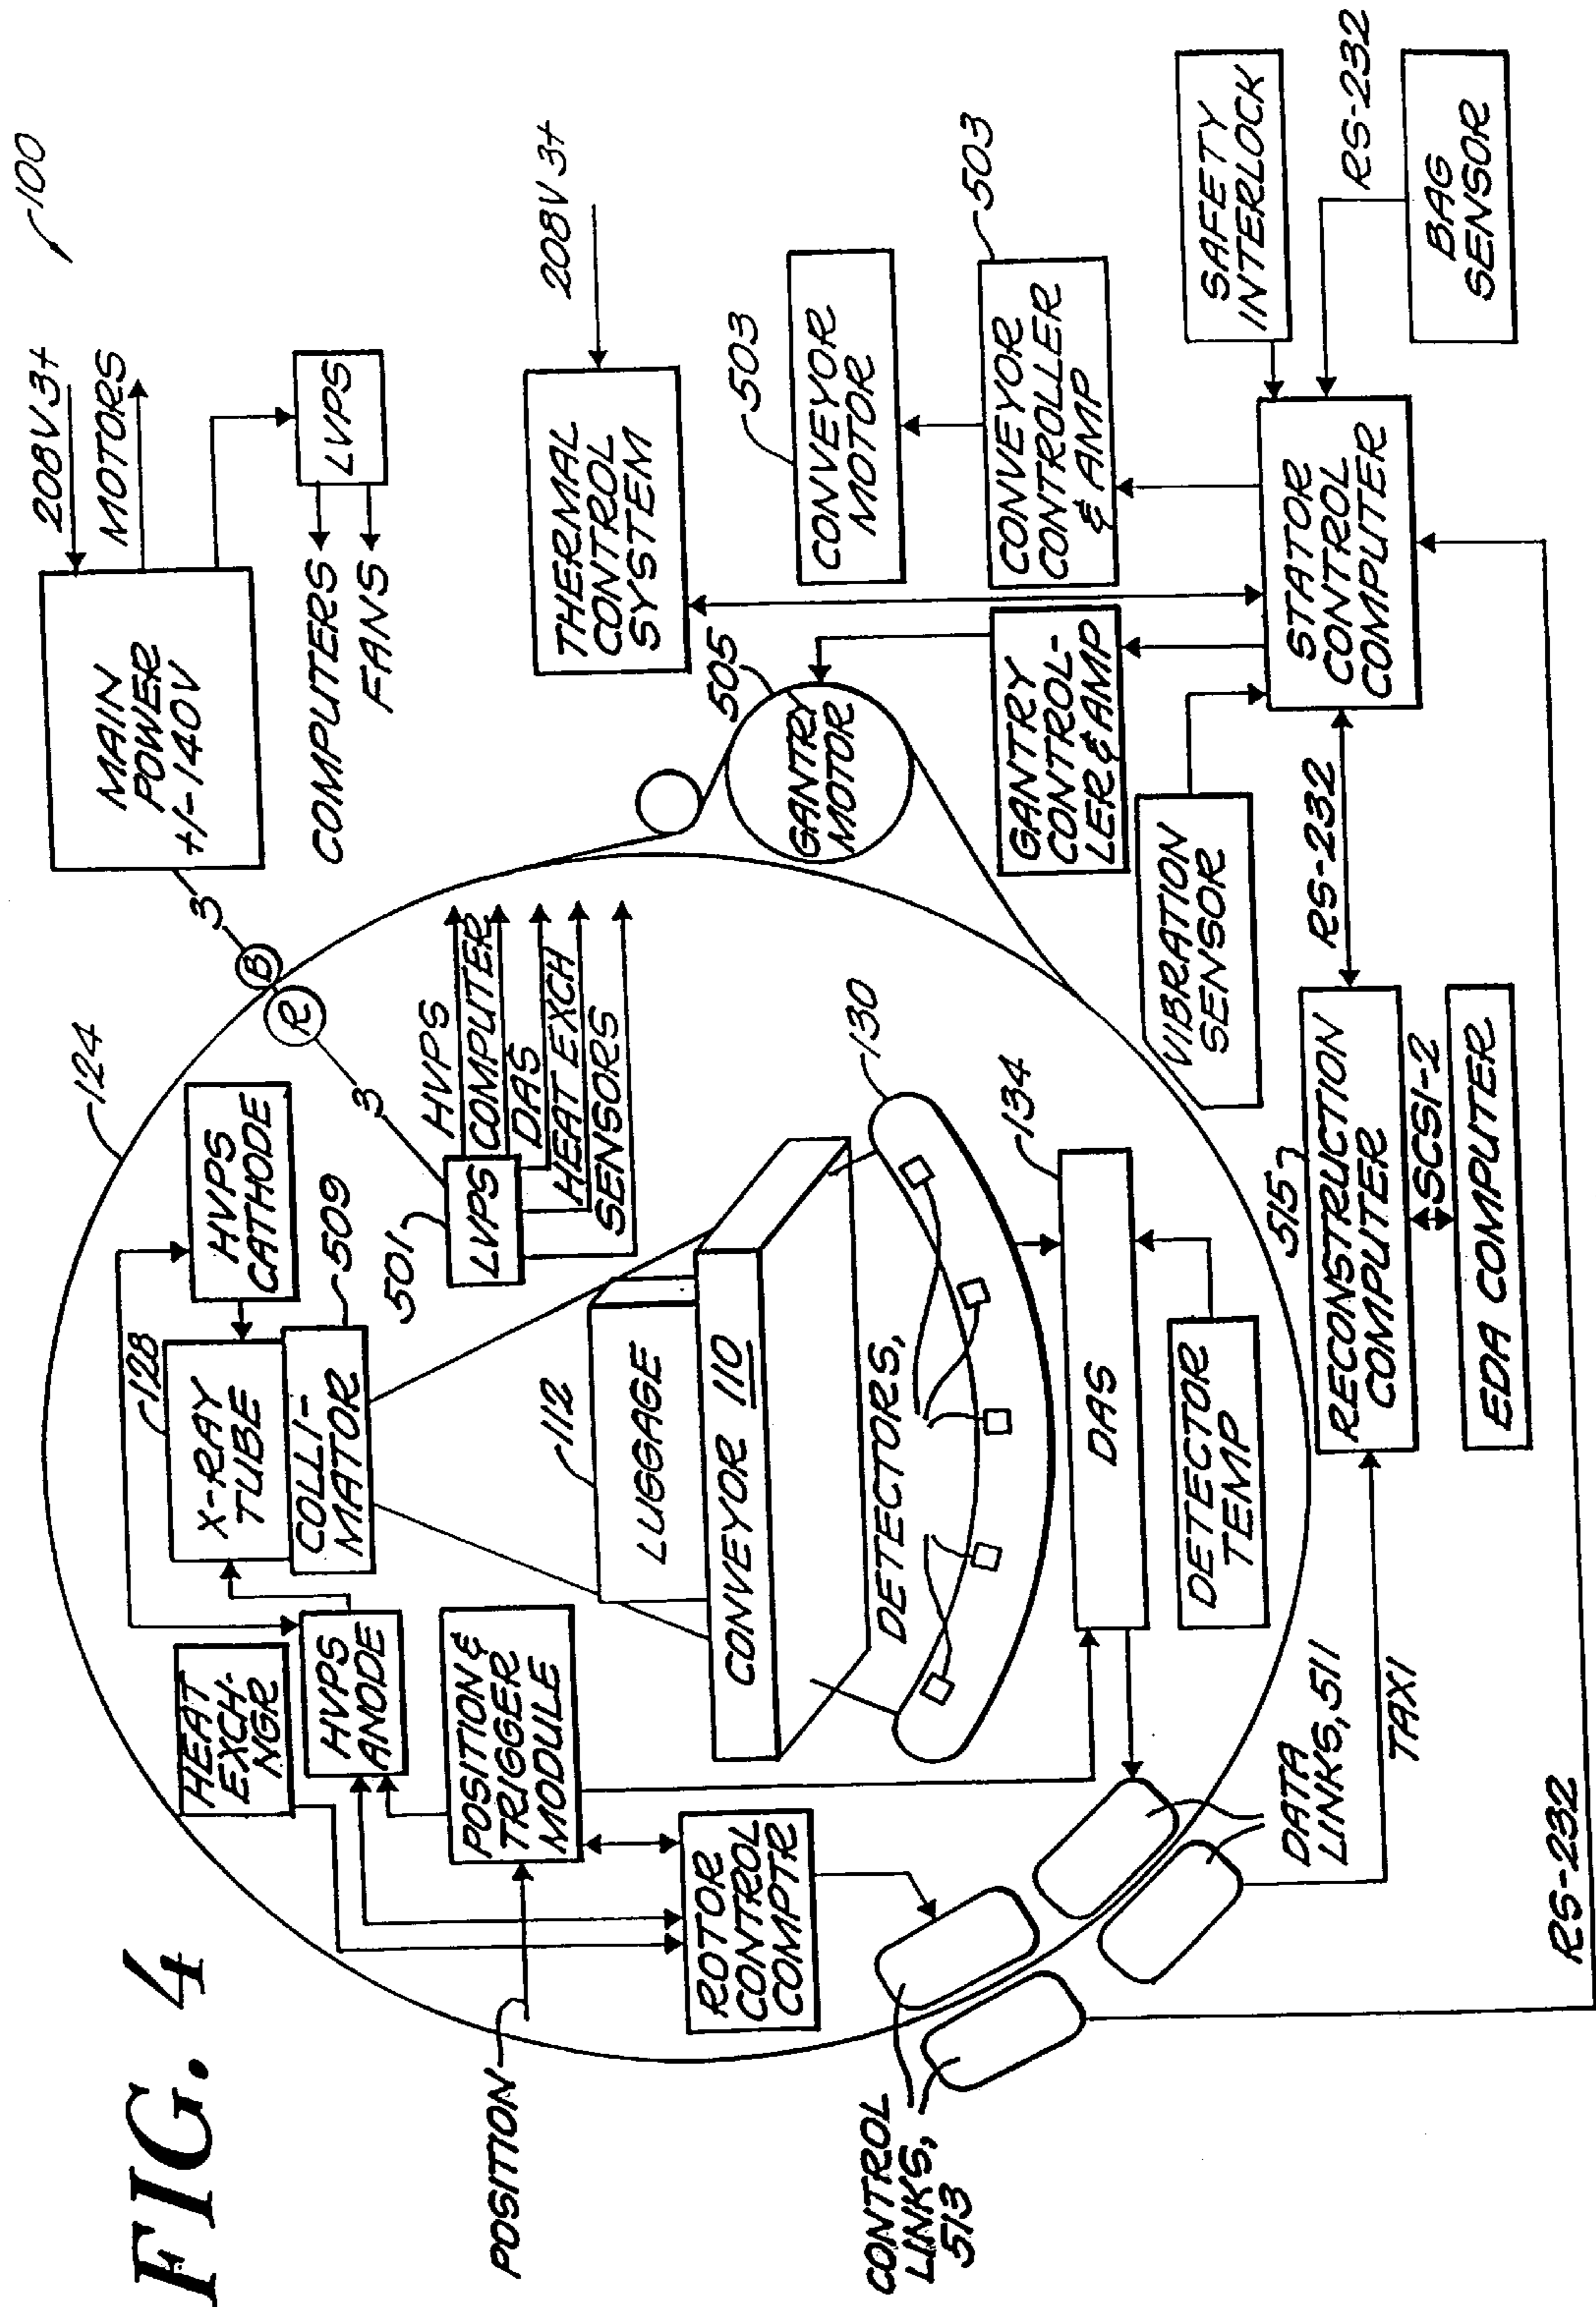 FIG. 4
100
208V 3+
MAIN
POWER
+/-140V
MOTORS
LVPS
COMPUTERS
FANS
3
B
R
3
124
HEAT
EXCH-
NGR
HVPS
ANODE
128
X-RAY
TUBE
COLLI-
MATOR
509
HVPS
CATHODE
501
LVPS
HVPS
COMPUTER
DAS
HEAT EXCH
SENSORS
POSITION
POSITION &
TRIGGER
MODULE
ROTOR
CONTROL
COMPTR
112
LUGGAGE
CONVEYOR 110
DETECTORS,
130
134
DAS
DETECTOR
TEMP
CONTROL
LINKS,
513
DATA
LINKS, 511
TAXI
RS-232
505
GANTRY
MOTOR
208V 3+
THERMAL
CONTROL
SYSTEM
503
CONVEYOR
MOTOR
503
CONVEYOR
CONTROLLER
& AMP
GANTRY
CONTROL-
LER & AMP
VIBRATION
SENSOR
SAFETY
INTERLOCK
STATOR
CONTROL
COMPUTER
RS-232
BAG
SENSOR
RS-232
515
RECONSTRUCTION
COMPUTER
SCSI-2
EDA COMPUTER